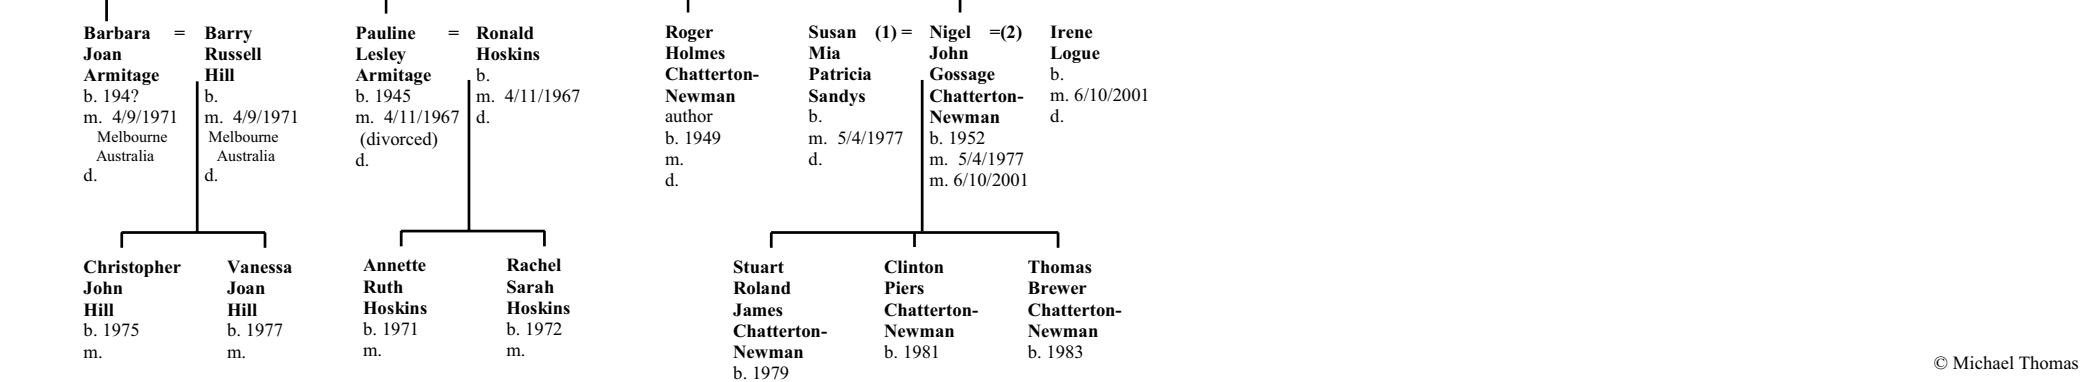 Barbara =
Joan
Armitage
b. 194?
m. 4/9/1971
Melbourne
Australia
d.
Barry
Russell
Hill
b.
m. 4/9/1971
Melbourne
Australia
d.
Pauline =
Lesley
Armitage
b. 1945
m. 4/11/1967
(divorced)
d.
Ronald
Hoskins
b.
m. 4/11/1967
d.
Roger
Holmes
Chatterton-
Newman
author
b. 1949
m.
d.
Susan (1) =
Mia
Patricia
Sandys
b.
m. 5/4/1977
d.
Nigel =(2)
John
Gossage
Chatterton-
Newman
b. 1952
m. 5/4/1977
m. 6/10/2001
Irene
Logue
b.
m. 6/10/2001
d.
Christopher
John
Hill
b. 1975
m.
Vanessa
Joan
Hill
b. 1977
m.
Annette
Ruth
Hoskins
b. 1971
m.
Rachel
Sarah
Hoskins
b. 1972
m.
Stuart
Roland
James
Chatterton-
Newman
b. 1979
Clinton
Piers
Chatterton-
Newman
b. 1981
Thomas
Brewer
Chatterton-
Newman
b. 1983
© Michael Thomas